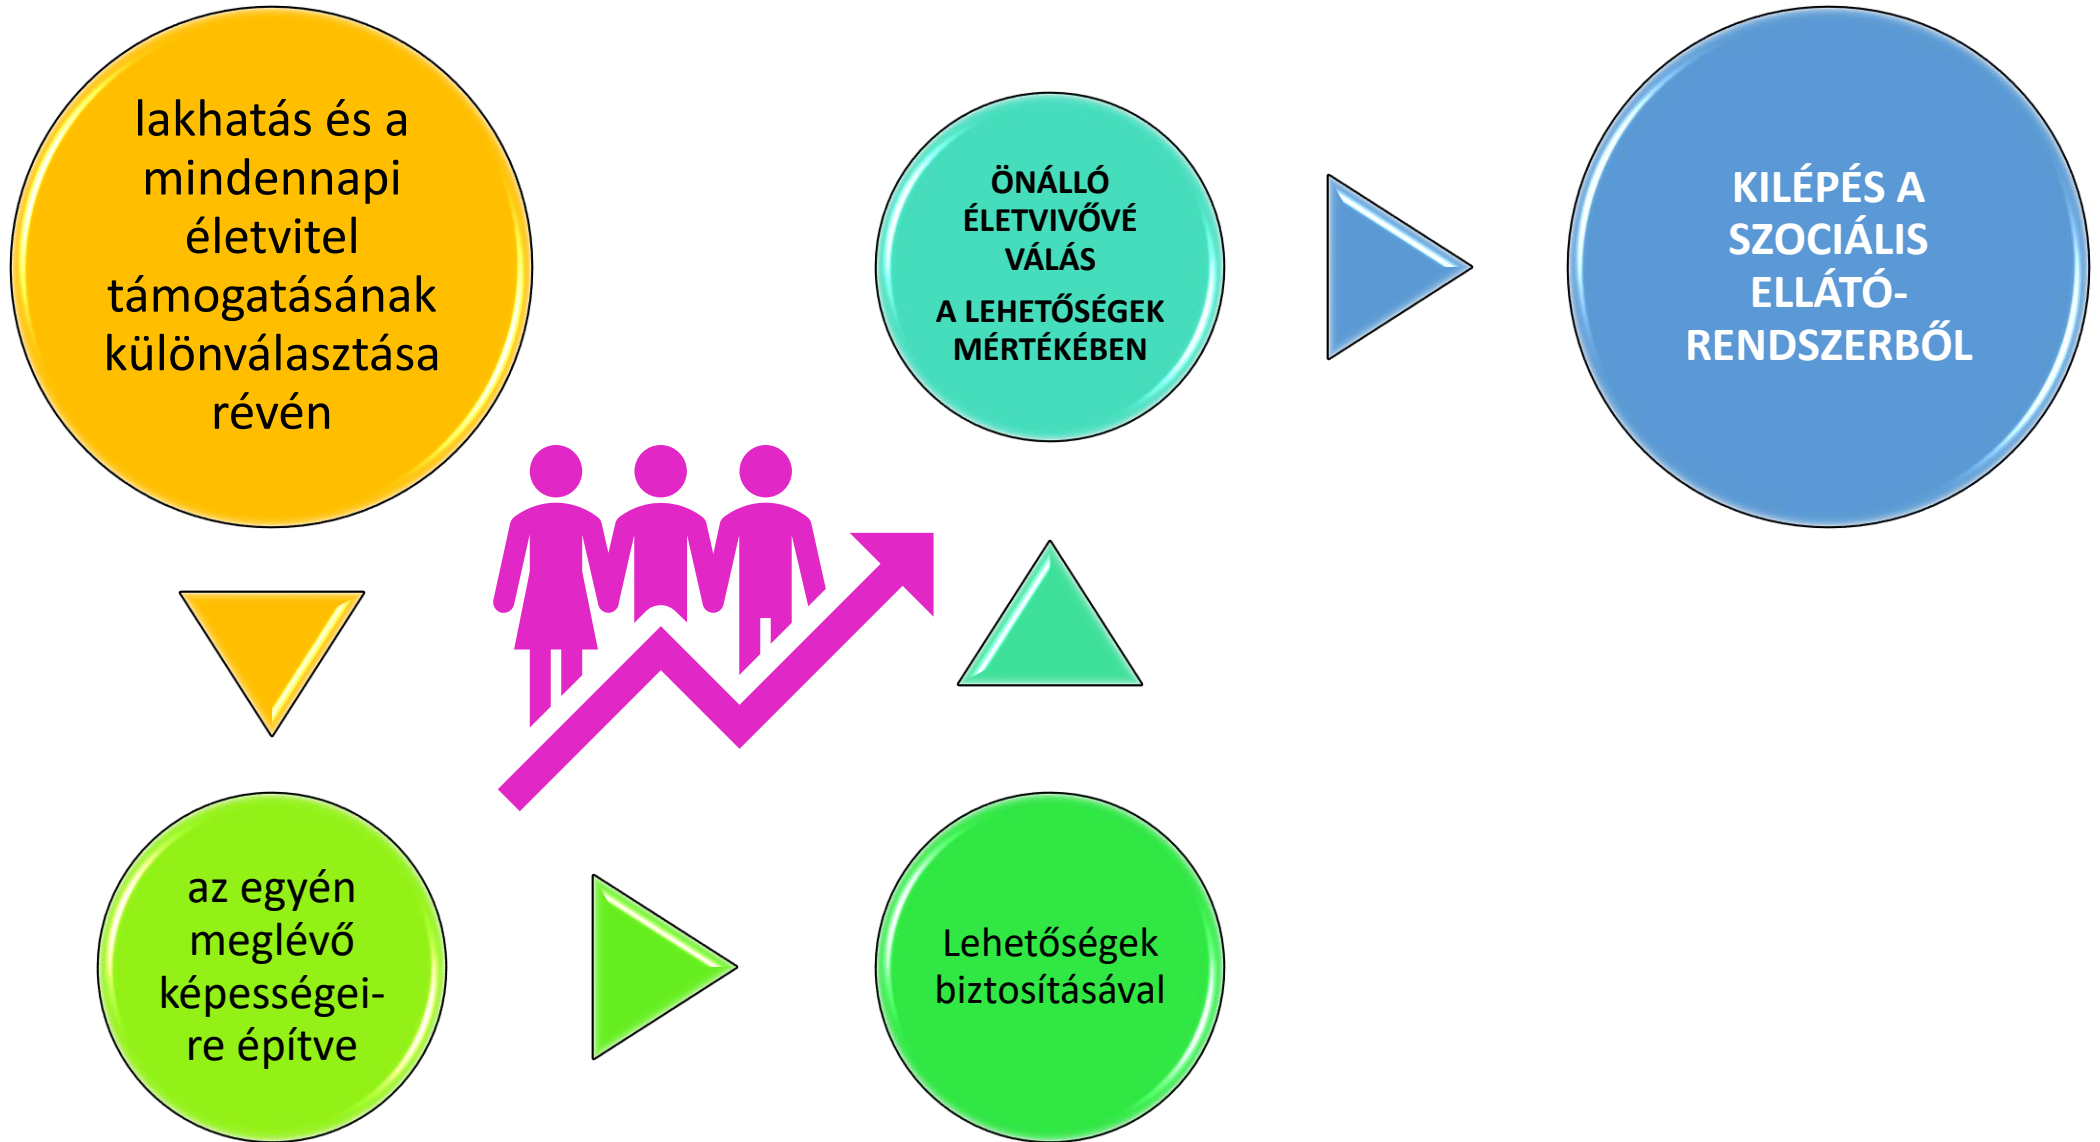 lakhatás és a
mindennapi
életvitel
támogatásának
különválasztása
révén
az egyén
meglévő
képességei-
re építve
Lehetőségek
biztosításával
ÖNÁLLÓ
ÉLETVIVŐVÉ
VÁLÁS
A LEHETŐSÉGEK
MÉRTÉKÉBEN
KILÉPÉS A
SZOCIÁLIS
ELLÁTÓ-
RENDSZERBŐL